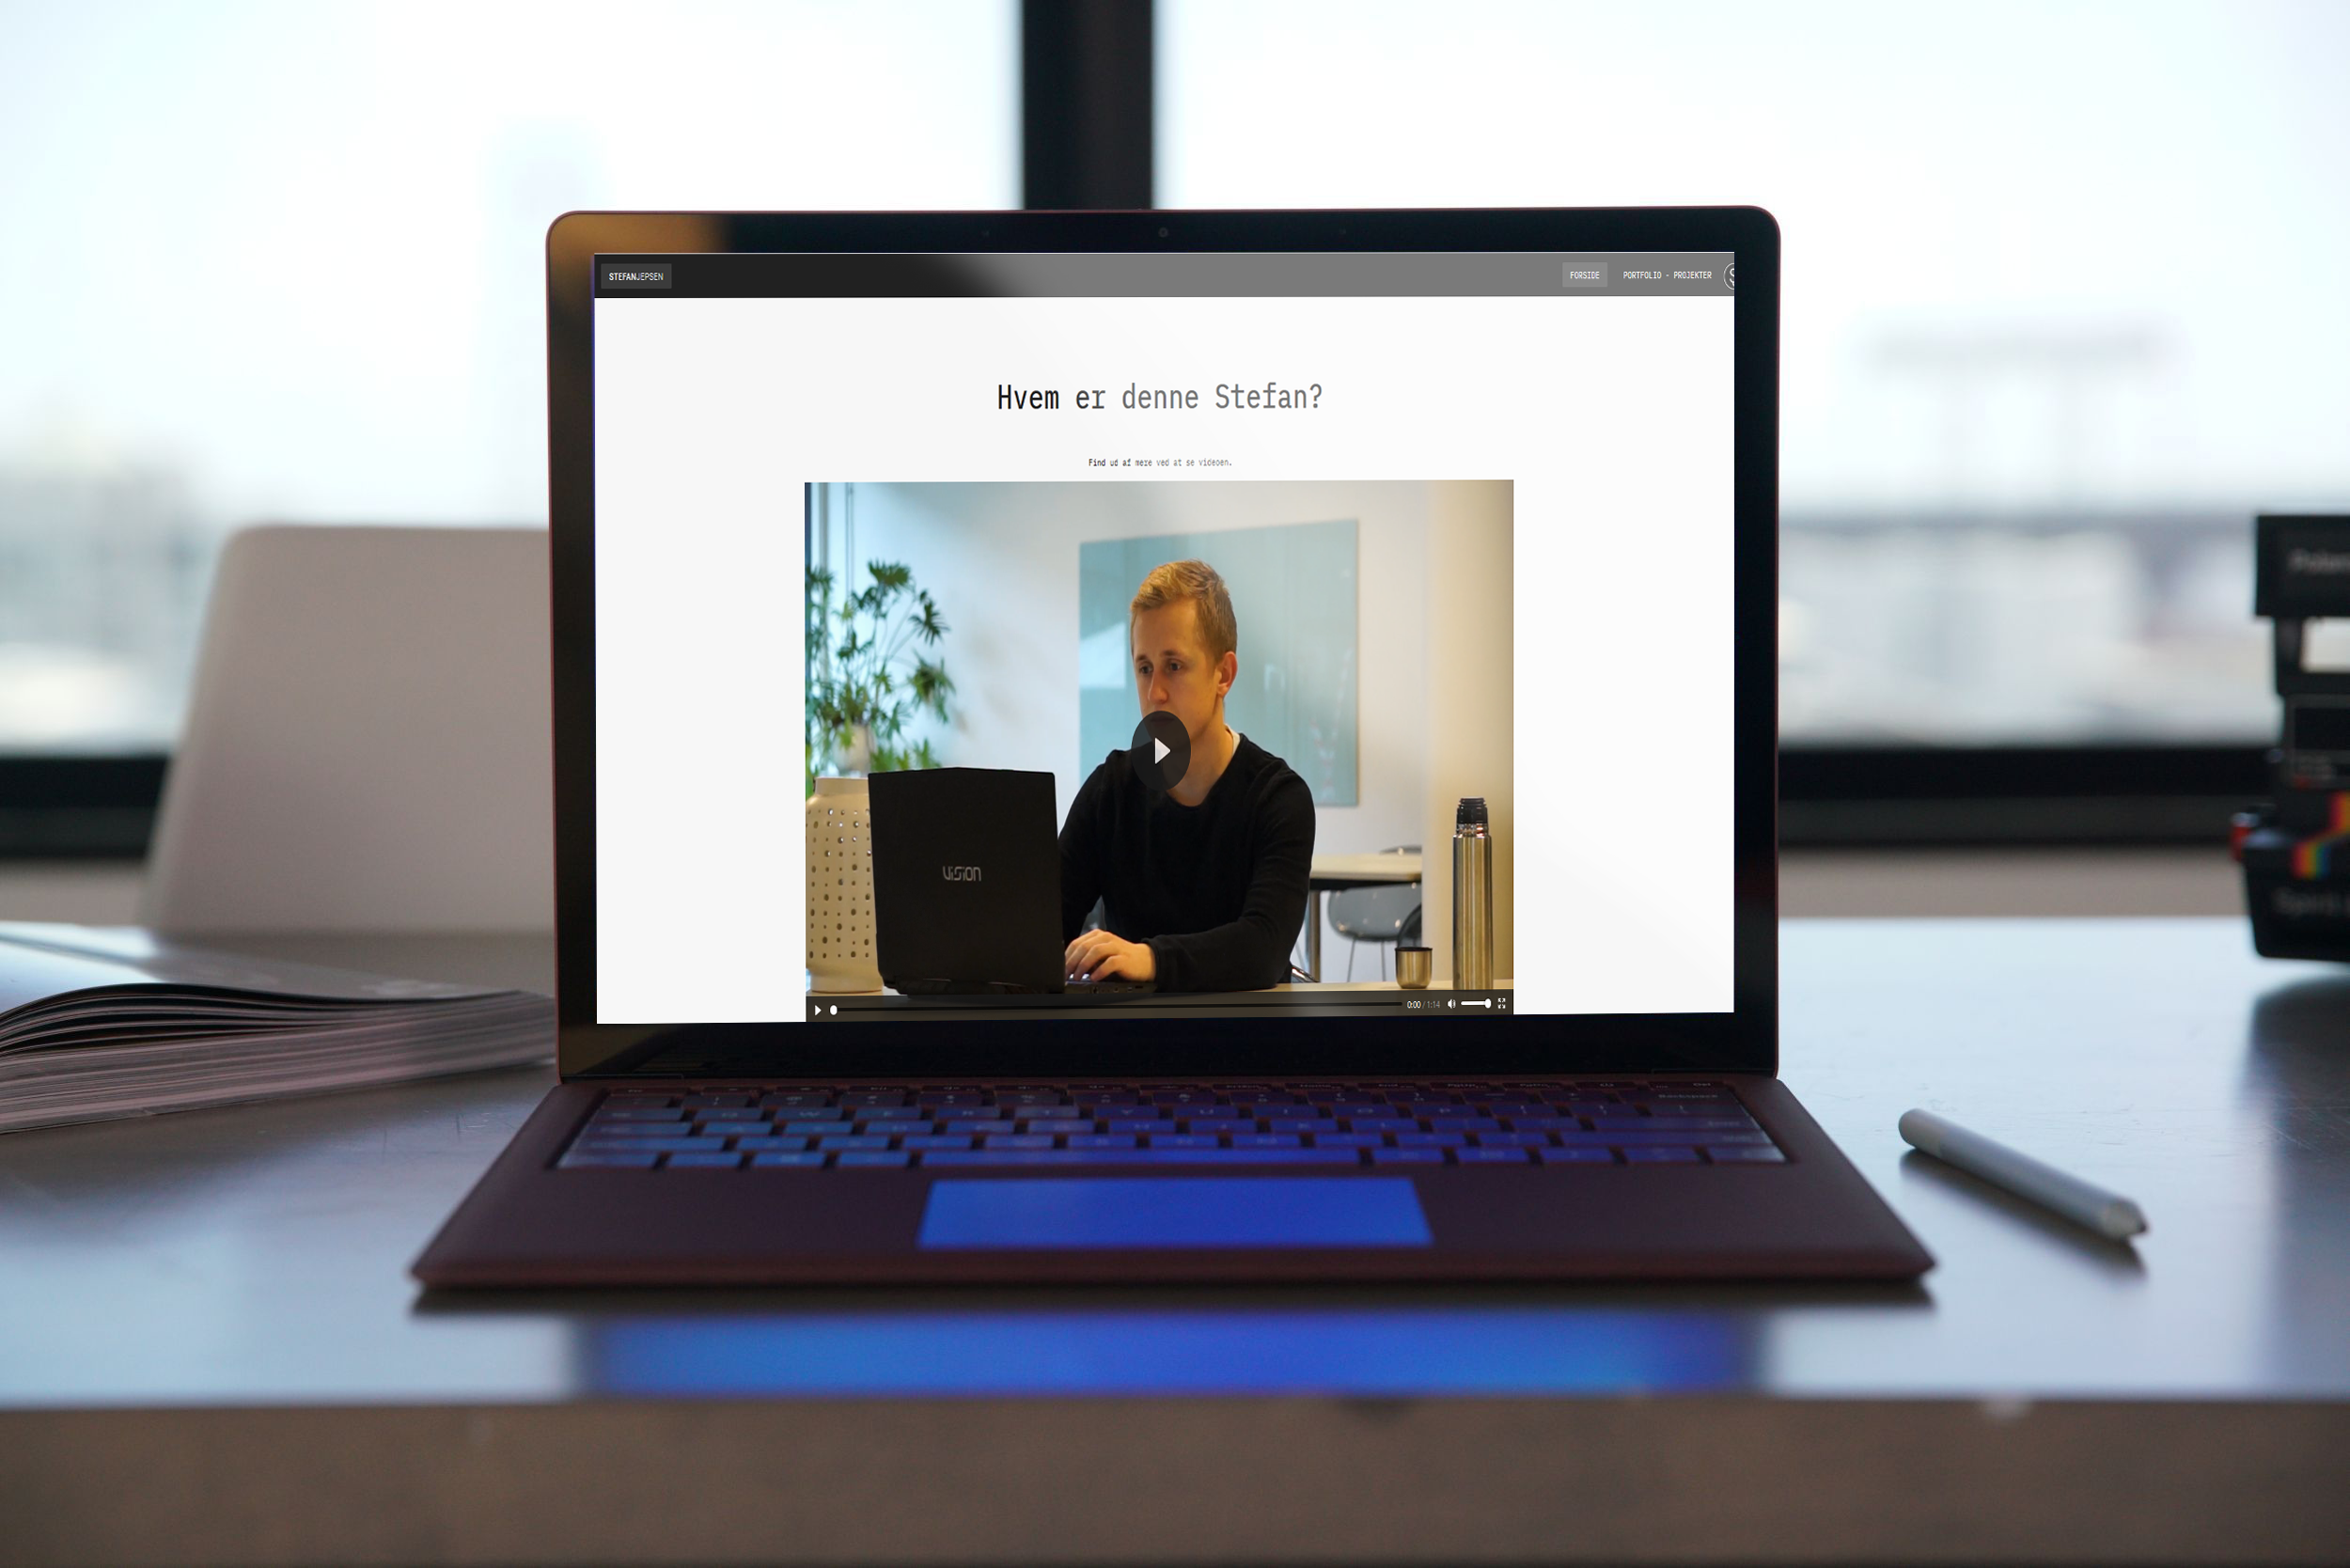 STEFANJEPSEN
FORSIDE
PORTFOLIO - PROJEKTER
Hvem er denne Stefan?
Find ud af mere ved at se videoen.
vision
0:00 / 1:14
Backspace